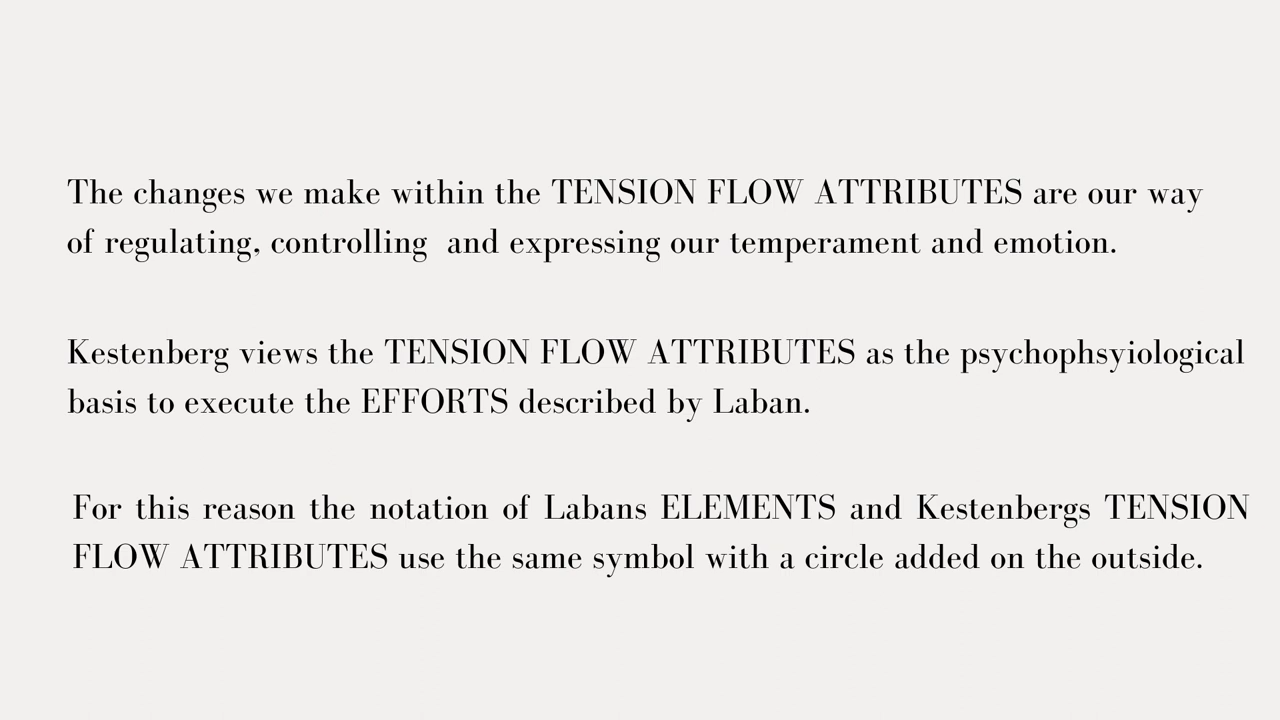 The changes we make within the TENSION FLOW ATTRIBUTES are our way
of regulating, controlling  and expressing our temperament and emotion.
Kestenberg views the TENSION FLOW ATTRIBUTES as the psychophsyiological
basis to execute the EFFORTS described by Laban.
For this reason the notation of Labans ELEMENTS and Kestenbergs TENSION
FLOW ATTRIBUTES use the same symbol with a circle added on the outside.